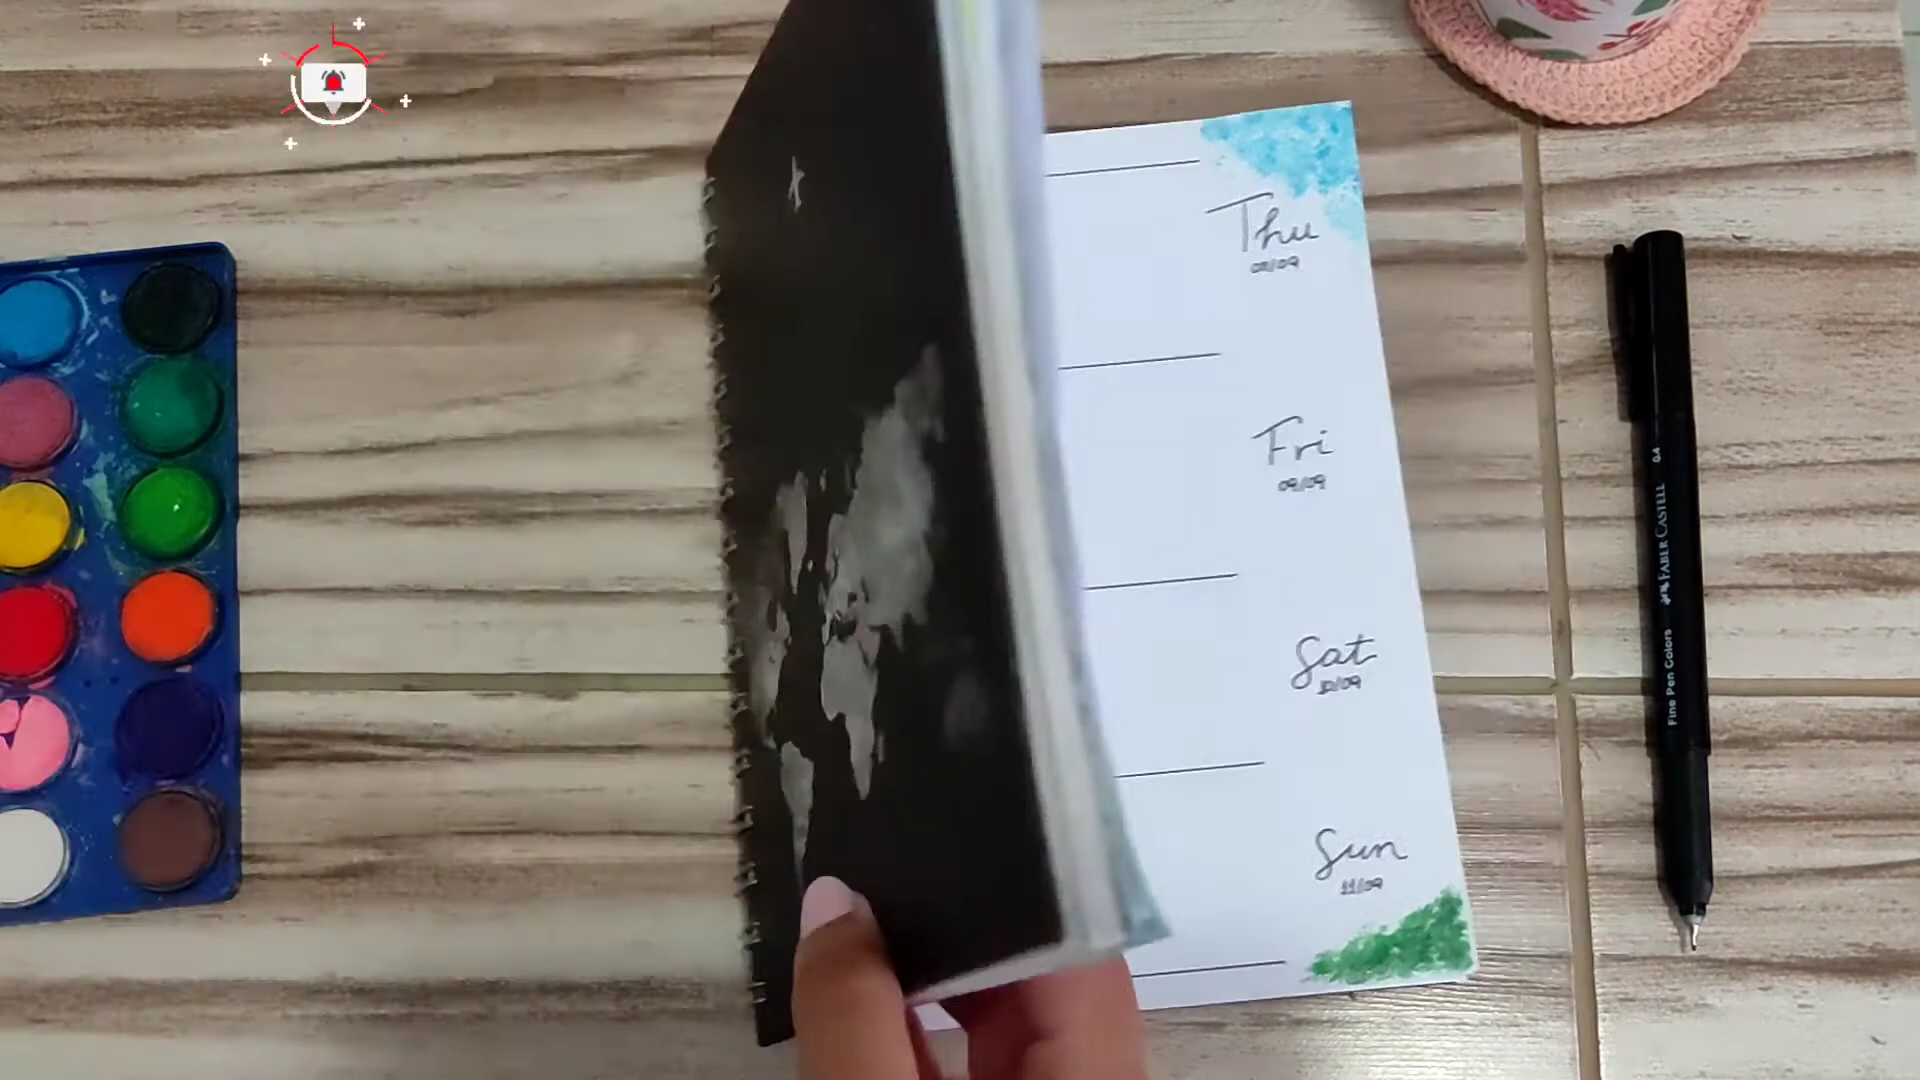 Thu
08/09
Fri
09/09
Sat
10/09
Sun
11/09
Fine Pen Colors FABER CASTELL 0.4